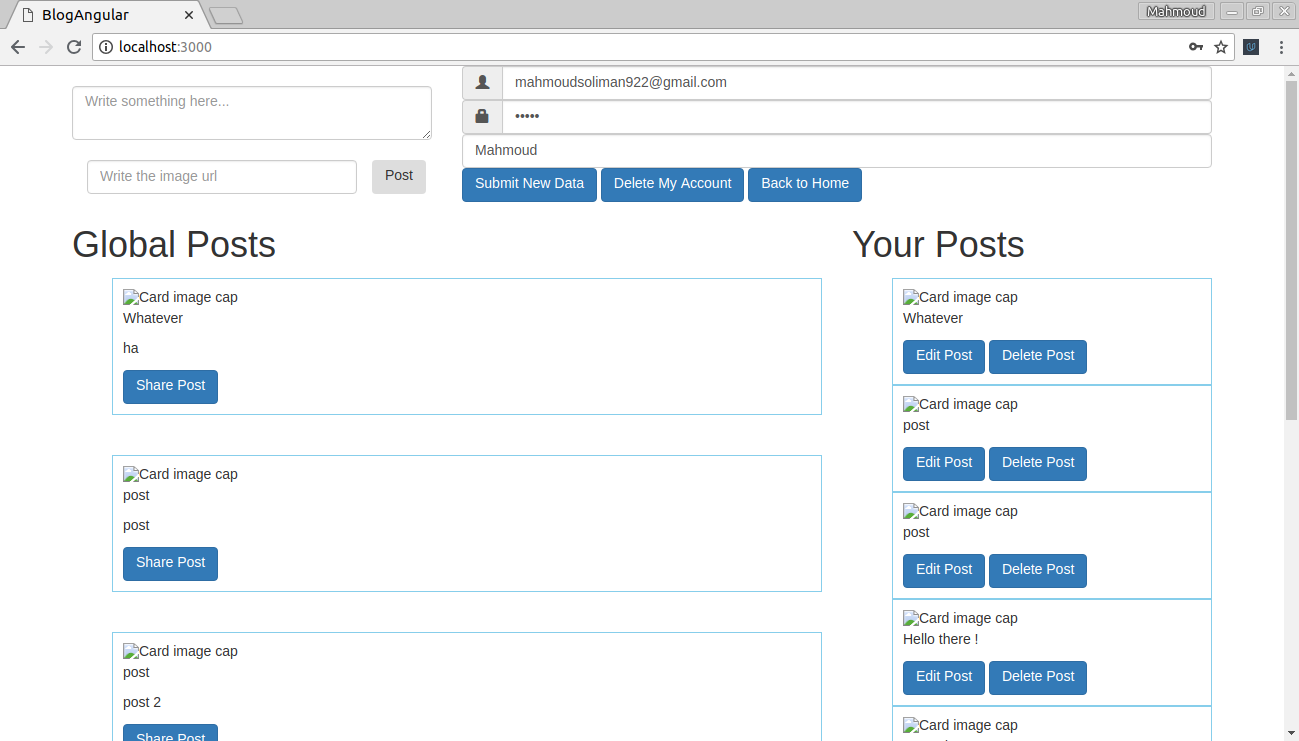 BlogAngular
Mahmoud
localhost:3000
Write something here...
Write the image url
Post
mahmoudsoliman922@gmail.com
•••••
Mahmoud
Submit New Data
Delete My Account
Back to Home
Global Posts
Card image cap
Whatever
ha
Share Post
Card image cap
post
post
Share Post
Card image cap
post
post 2
Share Post
Your Posts
Card image cap
Whatever
Edit Post
Delete Post
Card image cap
post
Edit Post
Delete Post
Card image cap
post
Edit Post
Delete Post
Card image cap
Hello there !
Edit Post
Delete Post
Card image cap